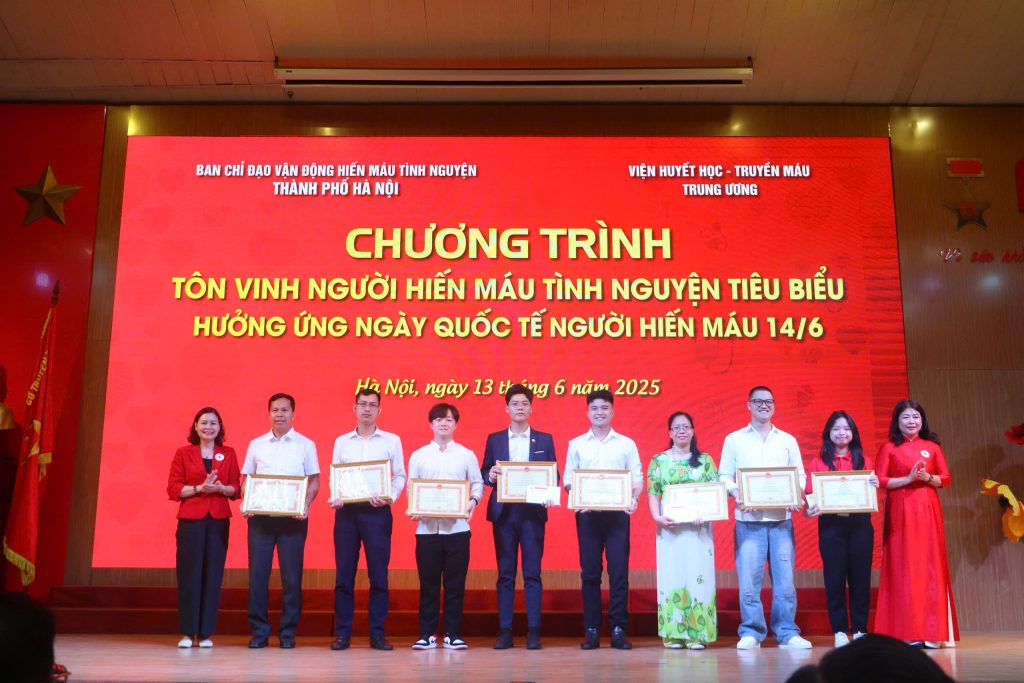 BAN CHỈ ĐẠO VẬN ĐỘNG HIẾN MÁU TÌNH NGUYỆN
THÀNH PHỐ HÀ NỘI
VIỆN HUYẾT HỌC - TRUYỀN MÁU
TRUNG ƯƠNG
CHƯƠNG TRÌNH
TÔN VINH NGƯỜI HIẾN MÁU TÌNH NGUYỆN TIÊU BIỂU
HƯỞNG ỨNG NGÀY QUỐC TẾ NGƯỜI HIẾN MÁU 14/6
Hà Nội, ngày 13 tháng 6 năm 2025